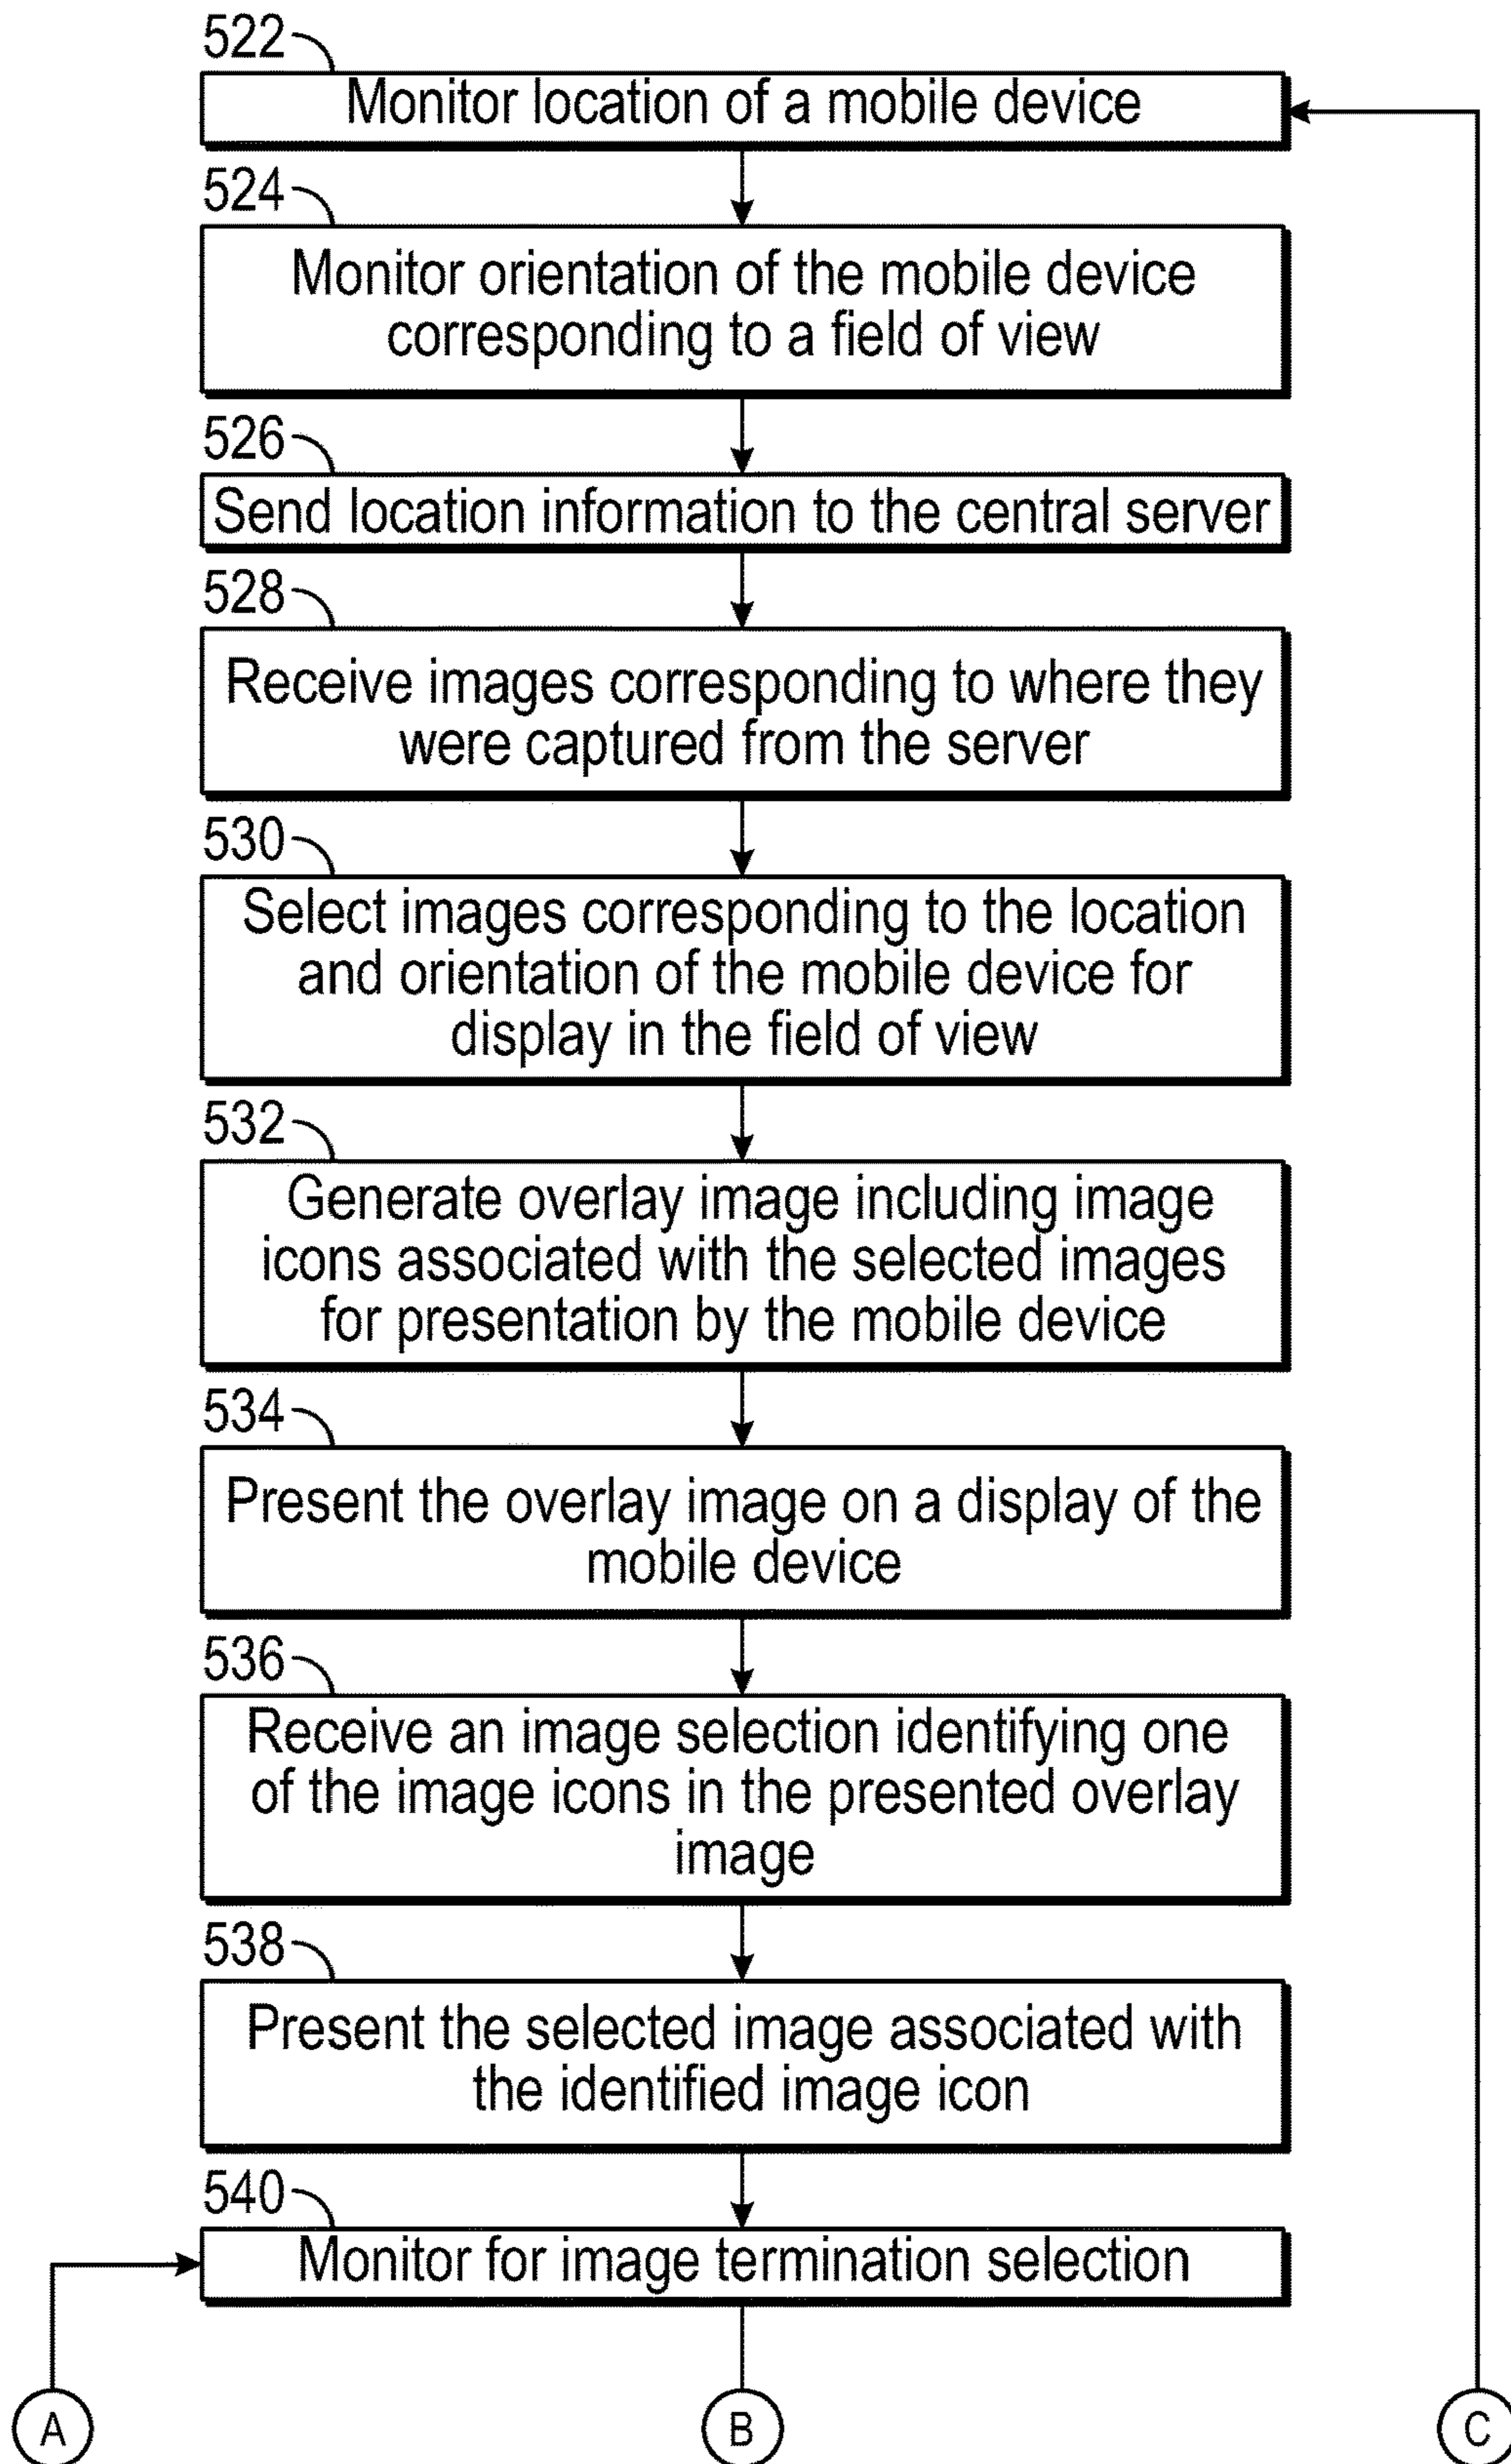 522
Monitor location of a mobile device
524
Monitor orientation of the mobile device
corresponding to a field of view
526
Send location information to the central server
528
Receive images corresponding to where they
were captured from the server
530
Select images corresponding to the location
and orientation of the mobile device for
display in the field of view
532
Generate overlay image including image
icons associated with the selected images
for presentation by the mobile device
534
Present the overlay image on a display of the
mobile device
536
Receive an image selection identifying one
of the image icons in the presented overlay
image
538
Present the selected image associated with
the identified image icon
540
Monitor for image termination selection
A
B
C